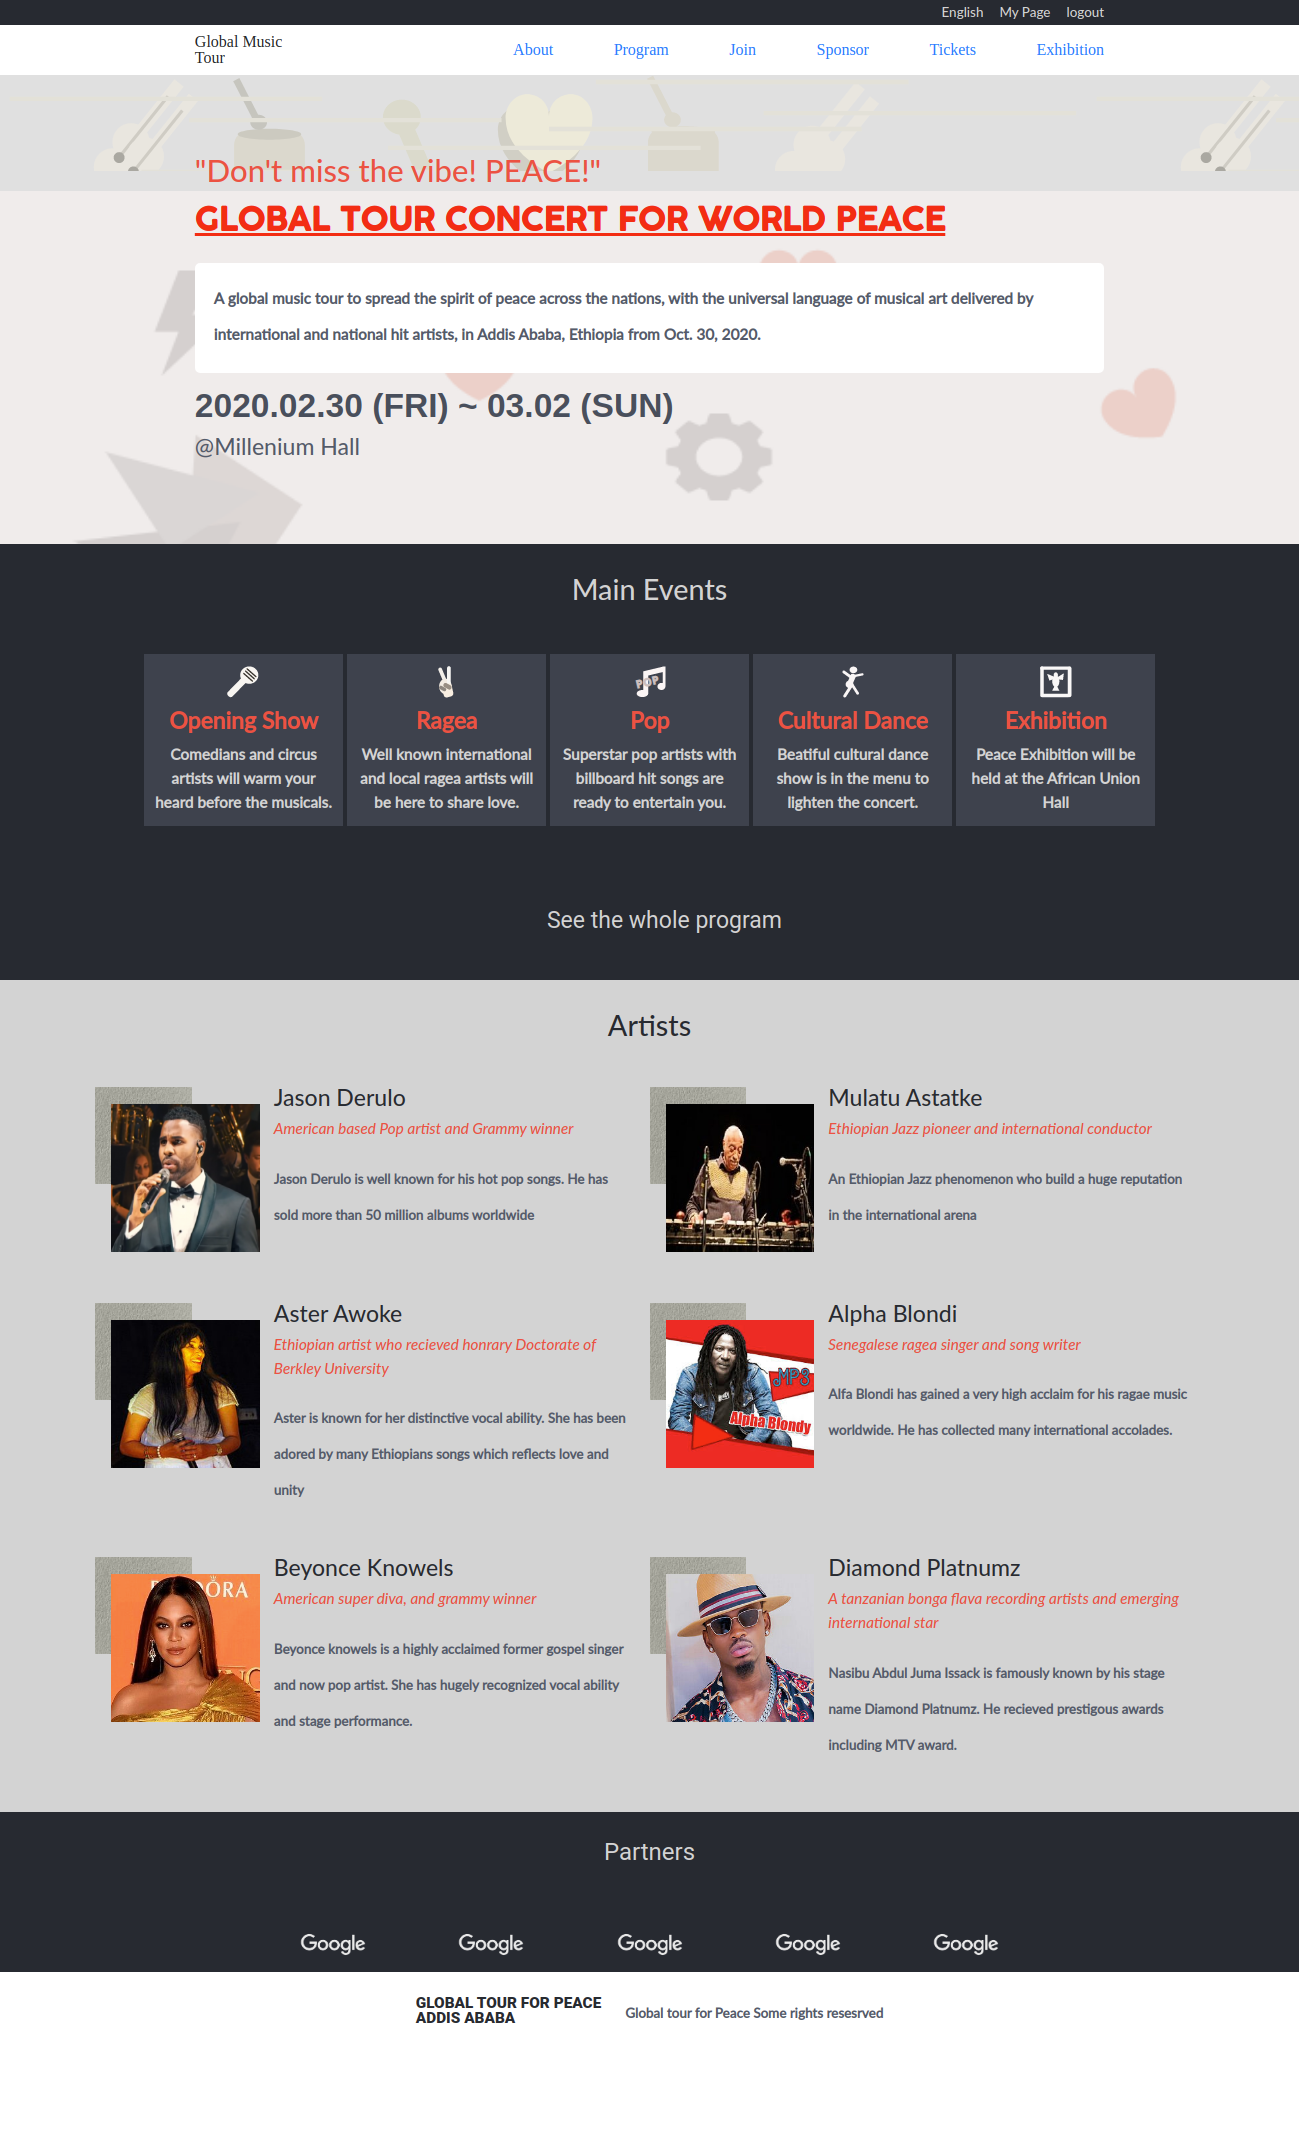 English My Page logout
Global Music
Tour
About Program Join Sponsor Tickets Exhibition
"Don't miss the vibe! PEACE!"
GLOBAL TOUR CONCERT FOR WORLD PEACE
A global music tour to spread the spirit of peace across the nations, with the universal language of musical art delivered by
international and national hit artists, in Addis Ababa, Ethiopia from Oct. 30, 2020.
2020.02.30 (FRI) ~ 03.02 (SUN)
@Millenium Hall
Main Events
Opening Show
Comedians and circus
artists will warm your
heard before the musicals.
Ragea
Well known international
and local ragea artists will
be here to share love.
POP
Pop
Superstar pop artists with
billboard hit songs are
ready to entertain you.
Cultural Dance
Beatiful cultural dance
show is in the menu to
lighten the concert.
Exhibition
Peace Exhibition will be
held at the African Union
Hall
See the whole program
Artists
Jason Derulo
American based Pop artist and Grammy winner
Jason Derulo is well known for his hot pop songs. He has
sold more than 50 million albums worldwide
Mulatu Astatke
Ethiopian Jazz pioneer and international conductor
An Ethiopian Jazz phenomenon who build a huge reputation
in the international arena
Aster Awoke
Ethiopian artist who recieved honrary Doctorate of
Berkley University
Aster is known for her distinctive vocal ability. She has been
adored by many Ethiopians songs which reflects love and
unity
MP3
Alpha Blondy
Alpha Blondi
Senegalese ragea singer and song writer
Alfa Blondi has gained a very high acclaim for his ragae music
worldwide. He has collected many international accolades.
Beyonce Knowels
American super diva, and grammy winner
Beyonce knowels is a highly acclaimed former gospel singer
and now pop artist. She has hugely recognized vocal ability
and stage performance.
Diamond Platnumz
A tanzanian bonga flava recording artists and emerging
international star
Nasibu Abdul Juma Issack is famously known by his stage
name Diamond Platnumz. He recieved prestigous awards
including MTV award.
Partners
Google Google Google Google Google
GLOBAL TOUR FOR PEACE
ADDIS ABABA
Global tour for Peace Some rights resesrved